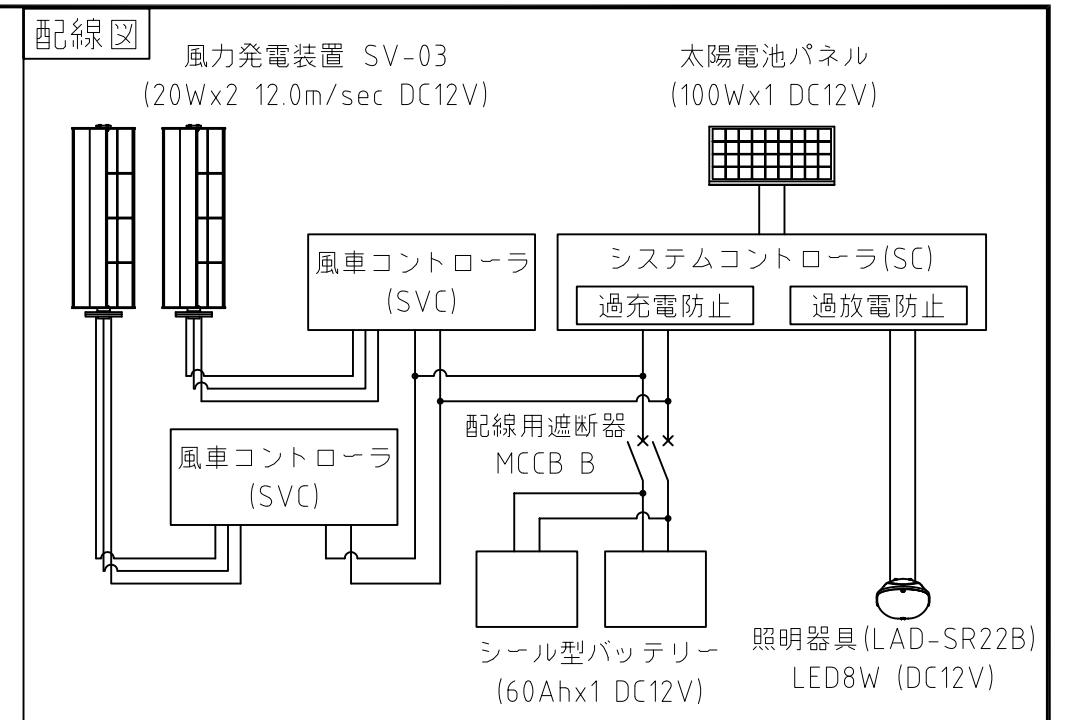 配線図
風力発電装置 SV-03
(20Wx2 12.0m/sec DC12V)
太陽電池パネル
(100Wx1 DC12V)
風車コントローラ
(SVC)
システムコントローラ(SC)
過充電防止
過放電防止
配線用遮断器
MCCB B
風車コントローラ
(SVC)
シール型バッテリー
(60Ahx1 DC12V)
照明器具(LAD-SR22B)
LED8W (DC12V)